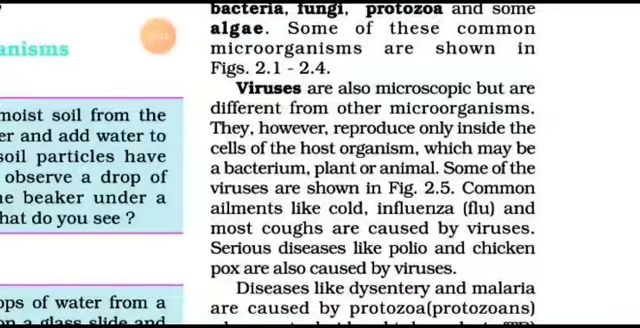 anisms
moist soil from the
er and add water to
soil particles have
observe a drop of
he beaker under a
hat do you see ?
ops of water from a
on a glass slide and
bacteria, fungi, protozoa and some
algae. Some of these common
microorganisms are shown in
Figs. 2.1 - 2.4.
Viruses are also microscopic but are
different from other microorganisms.
They, however, reproduce only inside the
cells of the host organism, which may be
a bacterium, plant or animal. Some of the
viruses are shown in Fig. 2.5. Common
ailments like cold, influenza (flu) and
most coughs are caused by viruses.
Serious diseases like polio and chicken
pox are also caused by viruses.
Diseases like dysentery and malaria
are caused by protozoa(protozoans)